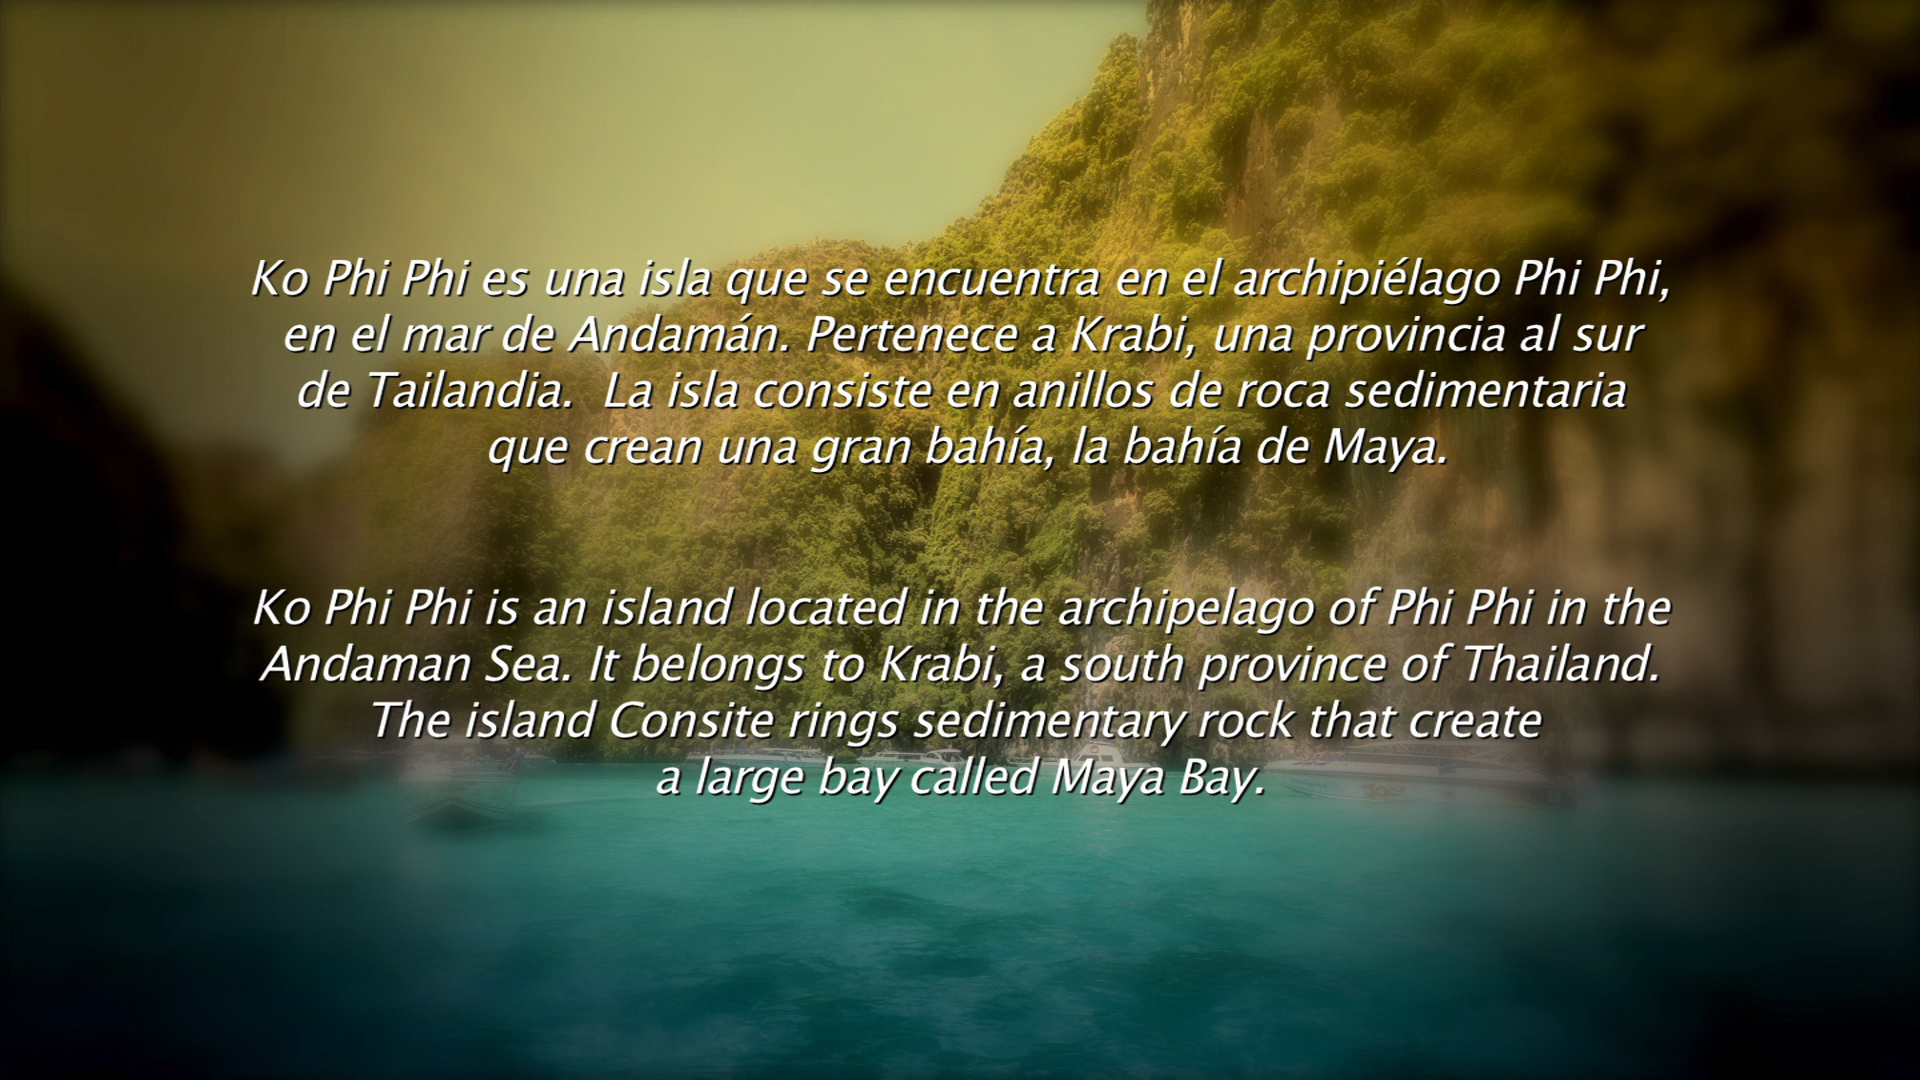 Ko Phi Phi es una isla que se encuentra en el archipiélago Phi Phi,
en el mar de Andamán. Pertenece a Krabi, una provincia al sur
de Tailandia.  La isla consiste en anillos de roca sedimentaria
que crean una gran bahía, la bahía de Maya.
Ko Phi Phi is an island located in the archipelago of Phi Phi in the
Andaman Sea. It belongs to Krabi, a south province of Thailand.
The island Consite rings sedimentary rock that create
a large bay called Maya Bay.